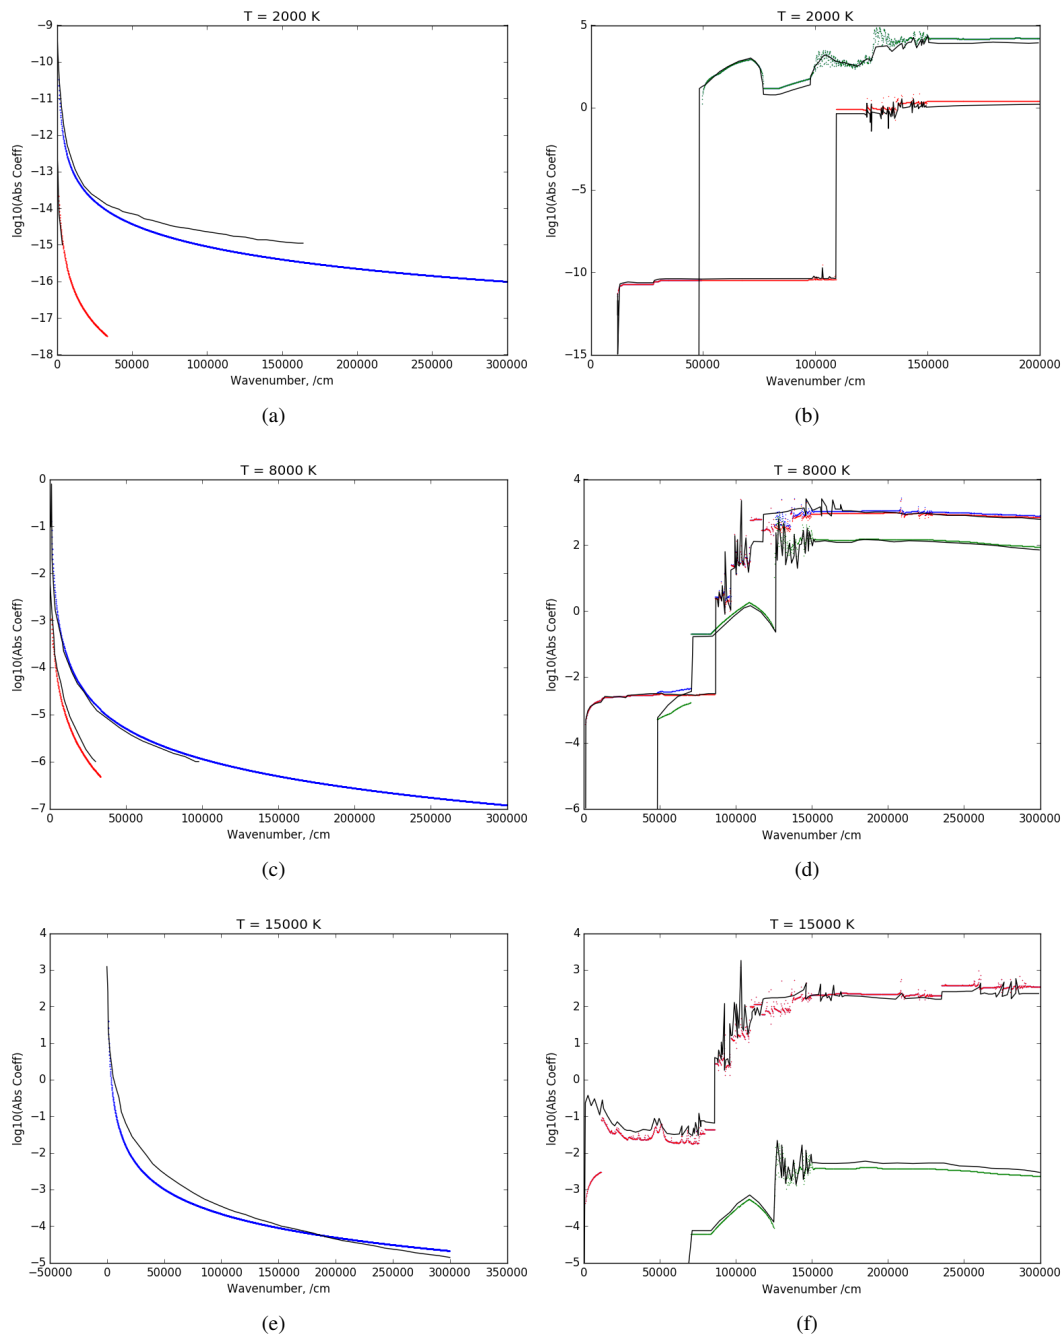 T = 2000 K
−9
−10
−11
−12
−13
−14
−15
−16
−17
−18
log10(Abs Coeff)
0 50000 100000 150000 200000 250000 300000
Wavenumber, /cm
(a)
T = 2000 K
5
0
−5
−10
−15
log10(Abs Coeff)
0 50000 100000 150000 200000
Wavenumber /cm
(b)
T = 8000 K
0
−1
−2
−3
−4
−5
−6
−7
log10(Abs Coeff)
0 50000 100000 150000 200000 250000 300000
Wavenumber, /cm
(c)
T = 8000 K
4
2
0
−2
−4
−6
log10(Abs Coeff)
0 50000 100000 150000 200000 250000 300000
Wavenumber /cm
(d)
T = 15000 K
4
3
2
1
0
−1
−2
−3
−4
−5
log10(Abs Coeff)
−50000 0 50000 100000 150000 200000 250000 300000 350000
Wavenumber, /cm
(e)
T = 15000 K
4
3
2
1
0
−1
−2
−3
−4
−5
log10(Abs Coeff)
0 50000 100000 150000 200000 250000 300000
Wavenumber /cm
(f)